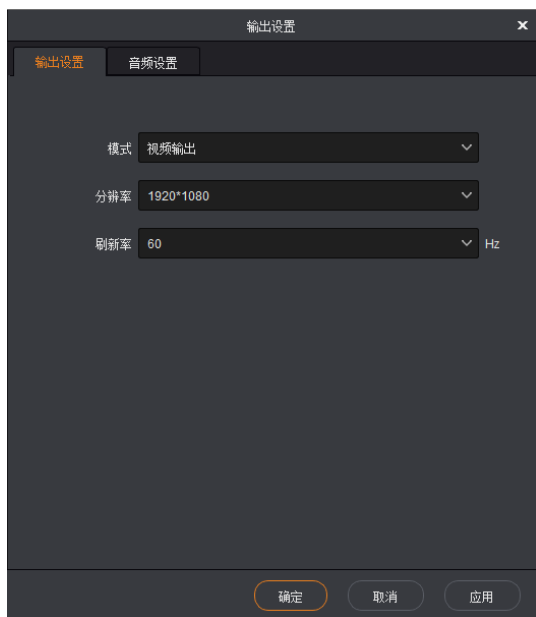 输出设置
输出设置 音频设置
模式 视频输出
分辨率 1920*1080
刷新率 60 Hz
确定 取消 应用